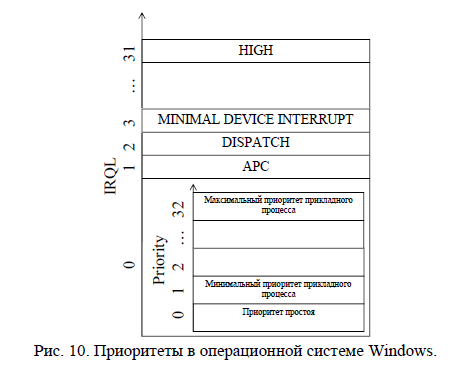 31
HIGH
...
3
MINIMAL DEVICE INTERRUPT
2
DISPATCH
1
APC
IRQL
0
Priority
32
Максимальный приоритет прикладного
процесса
...
2
1
Минимальный приоритет прикладного
процесса
0
Приоритет простоя
Рис. 10. Приоритеты в операционной системе Windows.